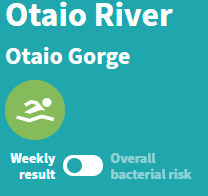 Otaio River
Otaio Gorge
Weekly
result
Overall
bacterial risk